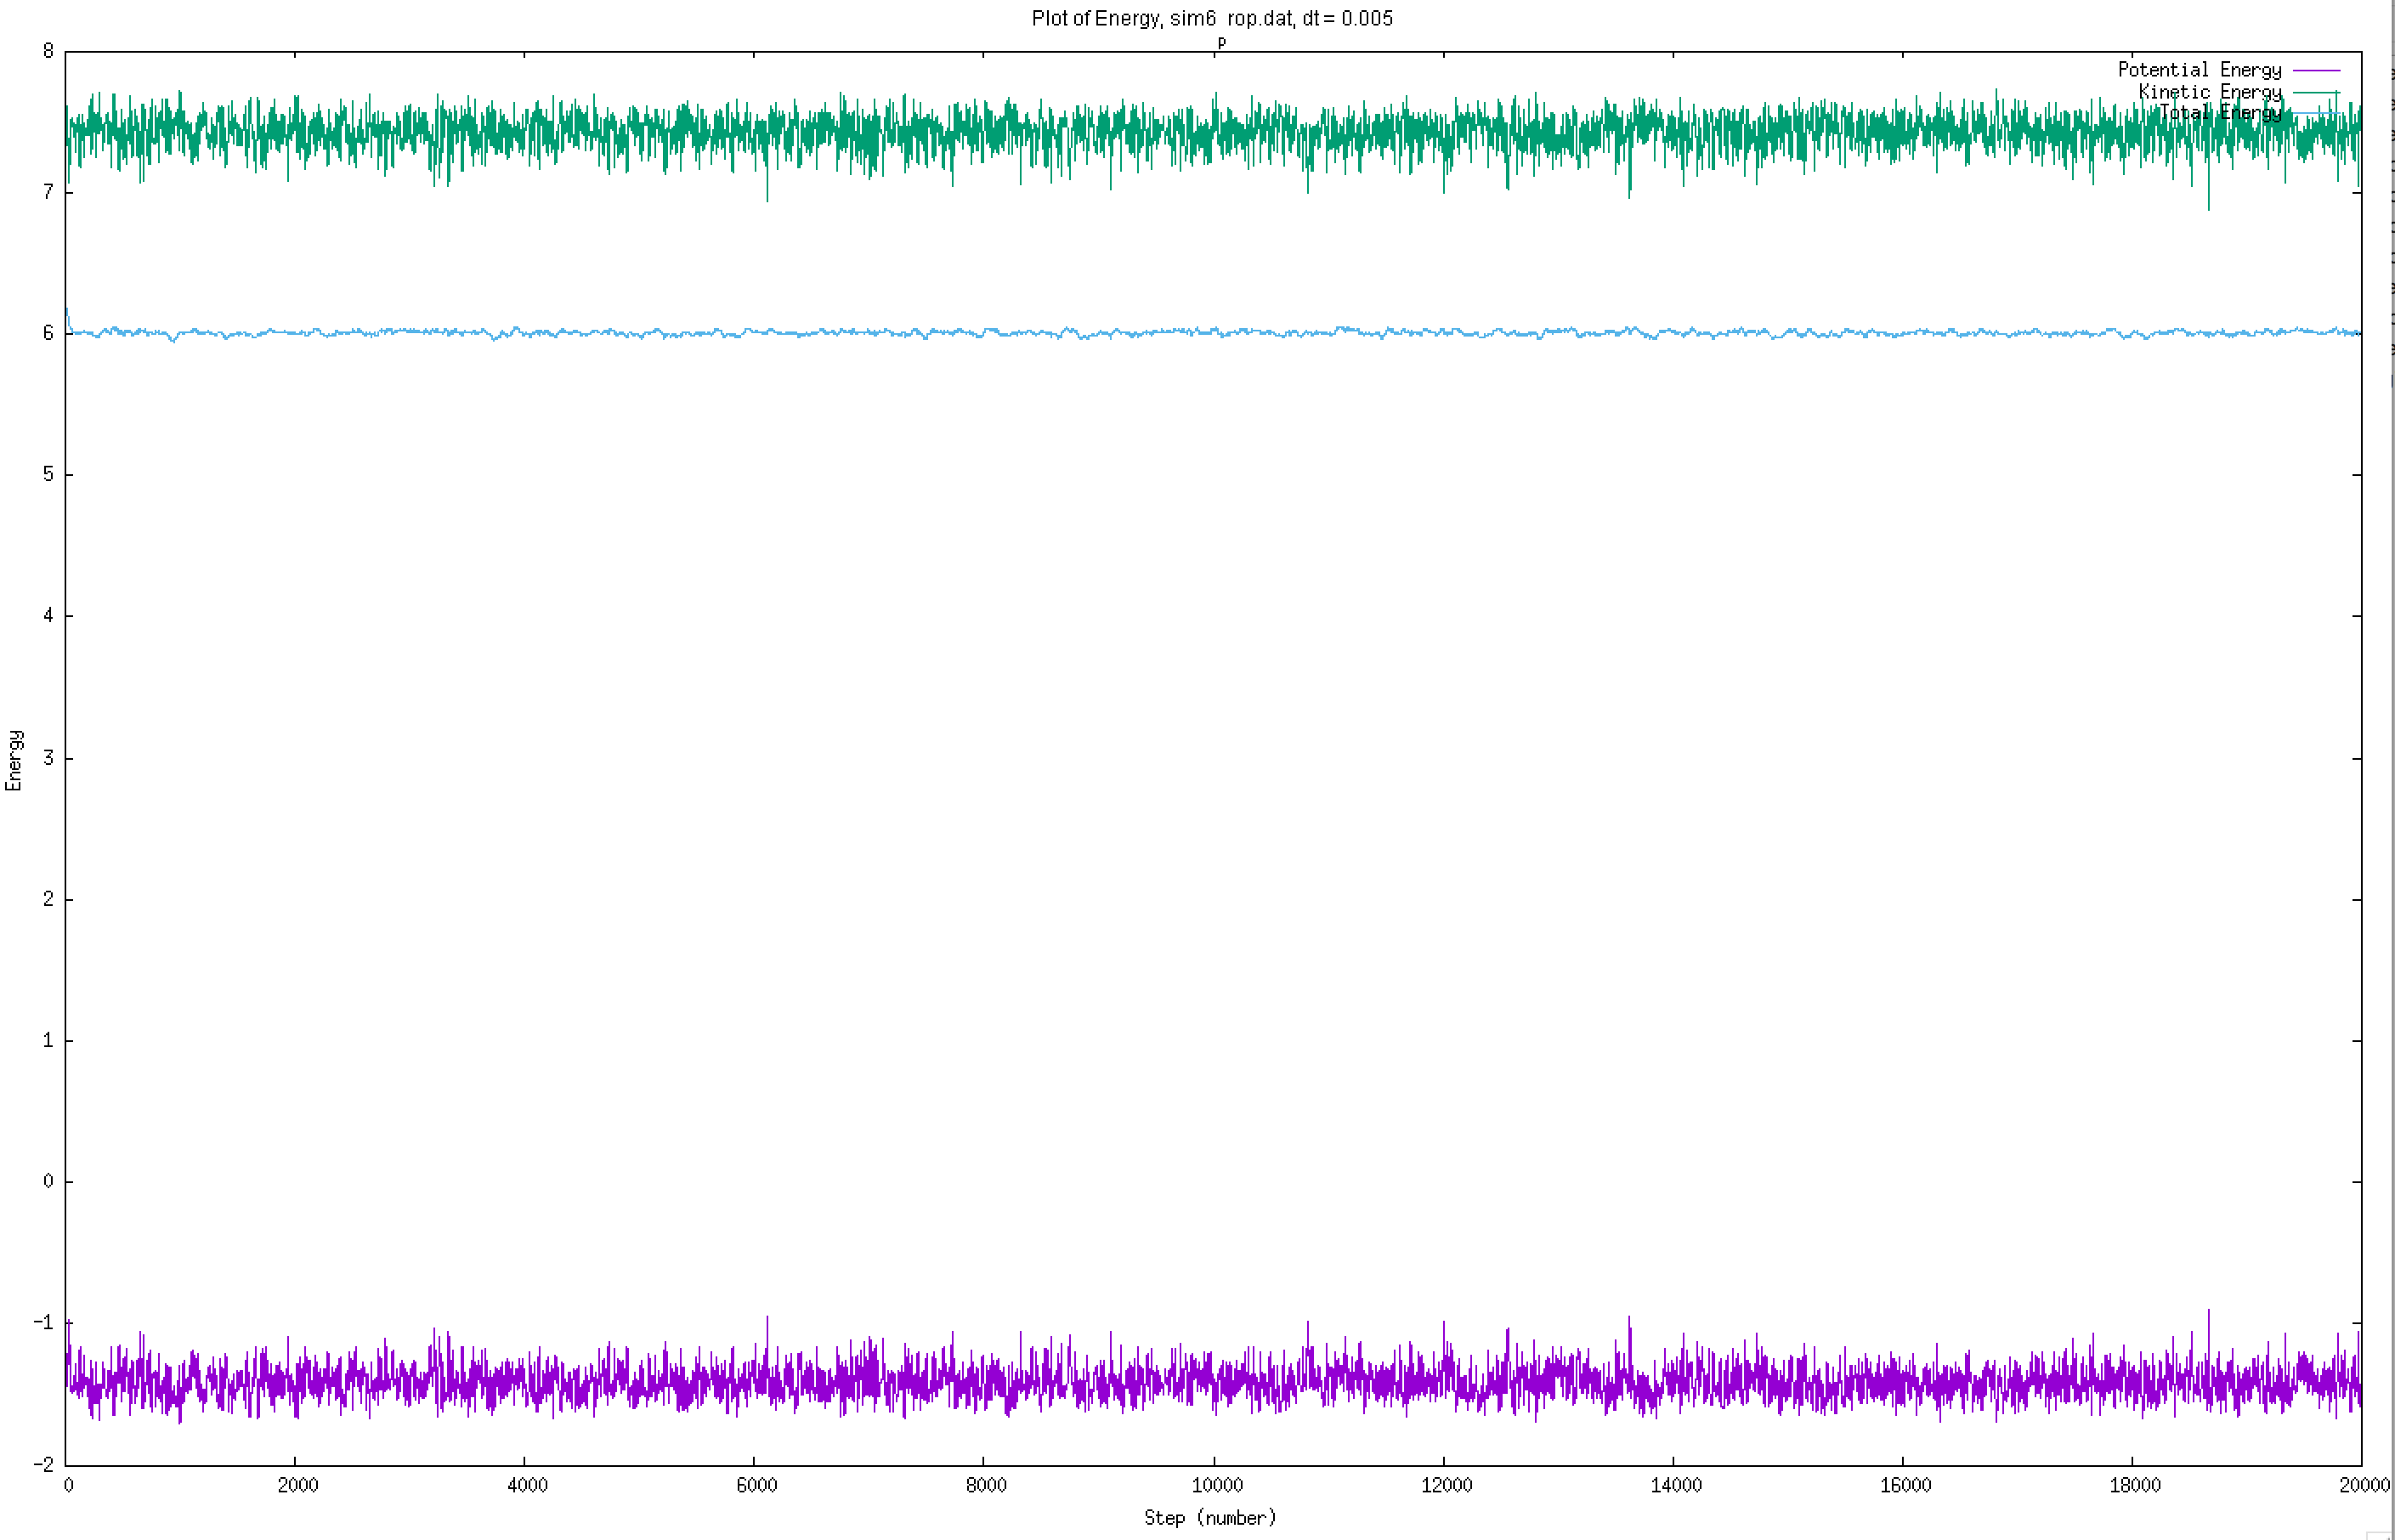 Plot of Energy, sim6 rop.dat, dt = 0.005
p
Potential Energy
Kinetic Energy
Total Energy
8
7
6
5
4
3
2
1
0
-1
-2
Energy
0 2000 4000 6000 8000 10000 12000 14000 16000 18000 20000
Step (number)